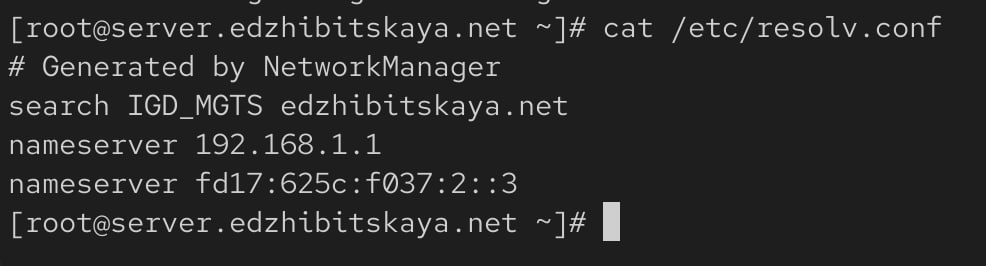 [root@server.edzhibitskaya.net ~]# cat /etc/resolv.conf
# Generated by NetworkManager
search IGD_MGTS edzhibitskaya.net
nameserver 192.168.1.1
nameserver fd17:625c:f037:2::3
[root@server.edzhibitskaya.net ~]#